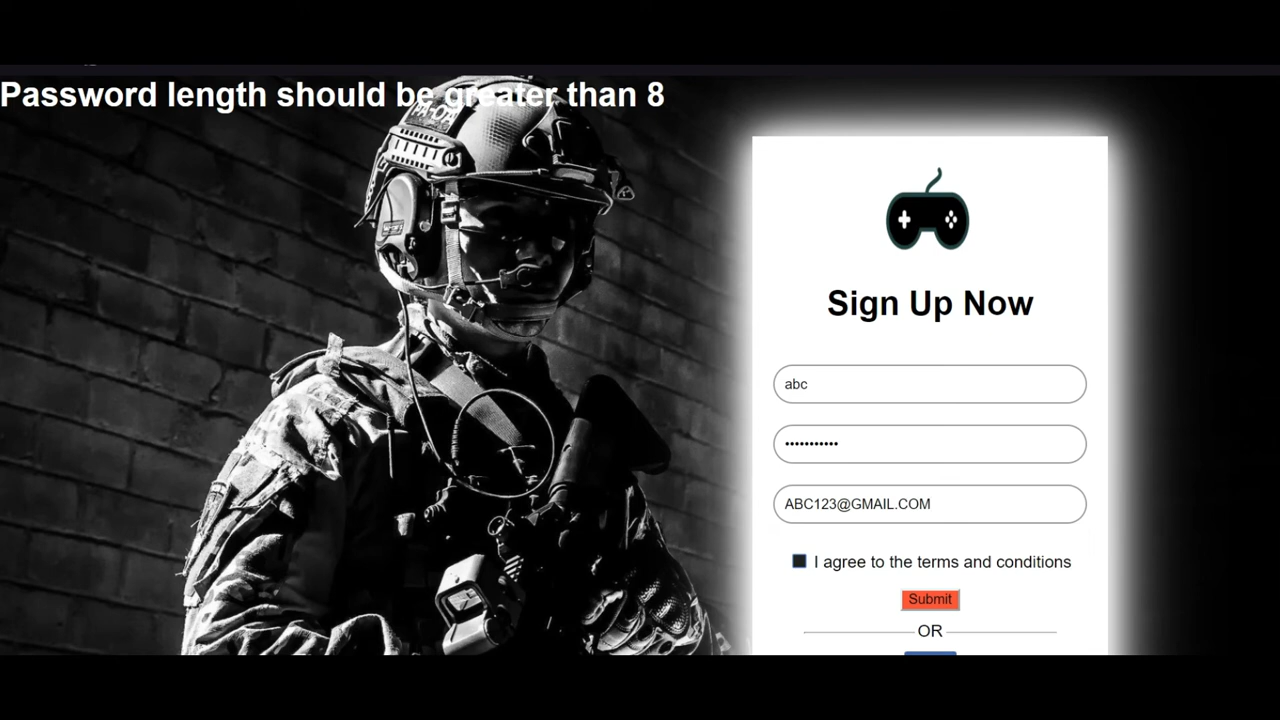 Password length should be greater than 8
Sign Up Now
abc
•••••••••••
ABC123@GMAIL.COM
I agree to the terms and conditions
Submit
OR